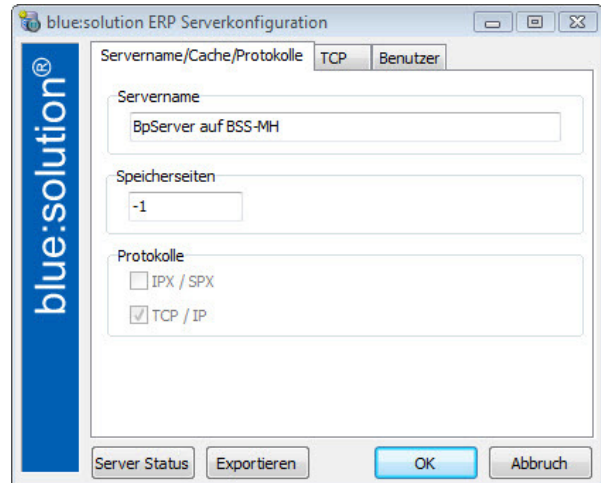 blue:solution ERP Serverkonfiguration
blue:solution®
Servername/Cache/Protokolle TCP Benutzer
Servername
BpServer auf BSS-MH
Speicherseiten
-1
Protokolle
IPX / SPX
TCP / IP
Server Status Exportieren OK Abbruch